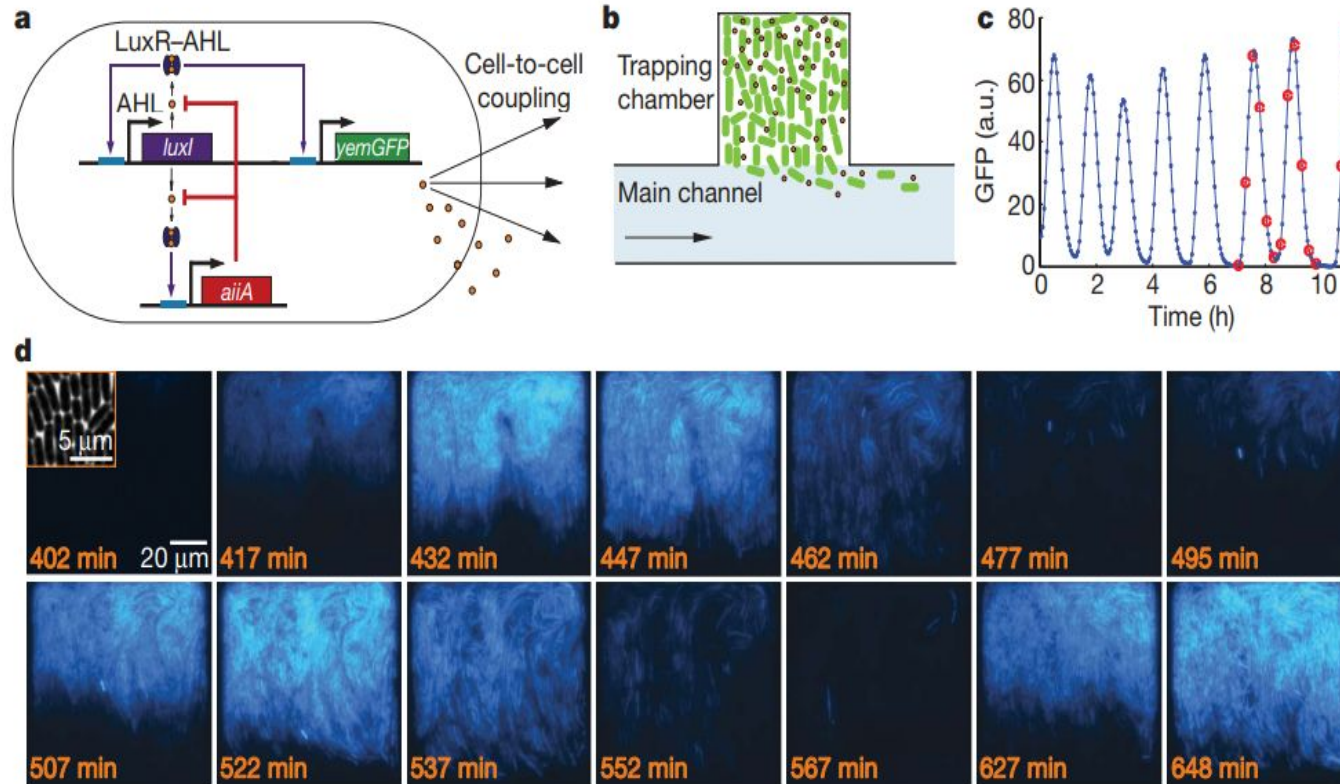 a
LuxR–AHL
AHL
luxI
yemGFP
aiiA
Cell-to-cell
coupling
b
Trapping
chamber
Main channel
c
GFP (a.u.)
80
60
40
20
0
0 2 4 6 8 10
Time (h)
d
5 μm
20 μm
402 min
417 min
432 min
447 min
462 min
477 min
495 min
507 min
522 min
537 min
552 min
567 min
627 min
648 min